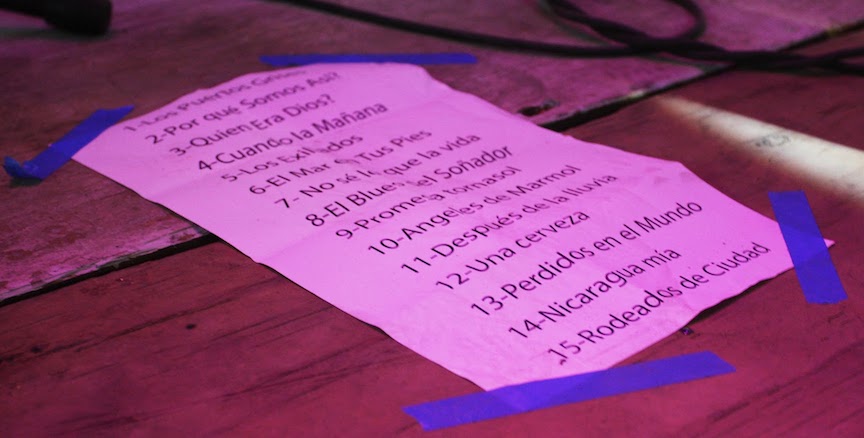 1-Los Puertos Grises
2-Por qué Somos Así?
3-Quien Era Dios?
4-Cuando la Mañana
5-Los Exiliados
6-El Mar Tus Pies
7- No sé lo que la vida
8-El Blues del Soñador
9-Promesa tornasol
10-Angeles de Marmol
11-Después de la lluvia
12-Una cerveza
13-Perdidos en el Mundo
14-Nicaragua mia
15-Rodeados de Ciudad